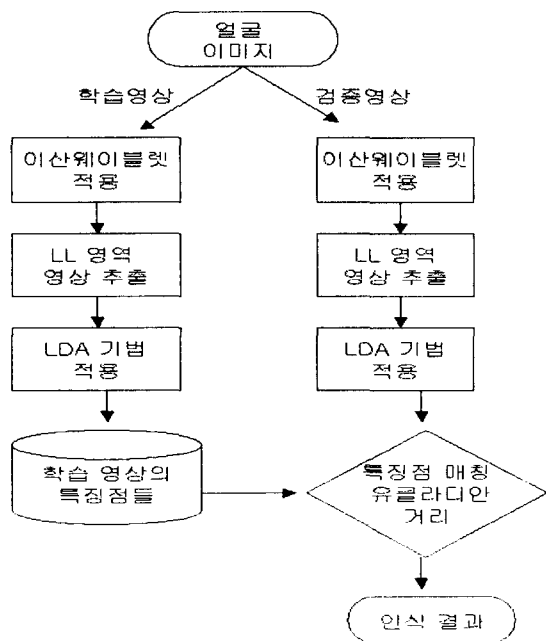 얼굴
이미지
학습영상
검증영상
이산웨이블렛
적용
이산웨이블렛
적용
LL 영역
영상 추출
LL 영역
영상 추출
LDA 기법
적용
LDA 기법
적용
학습 영상의
특징점들
특징점 매칭
유클라디안
거리
인식 결과